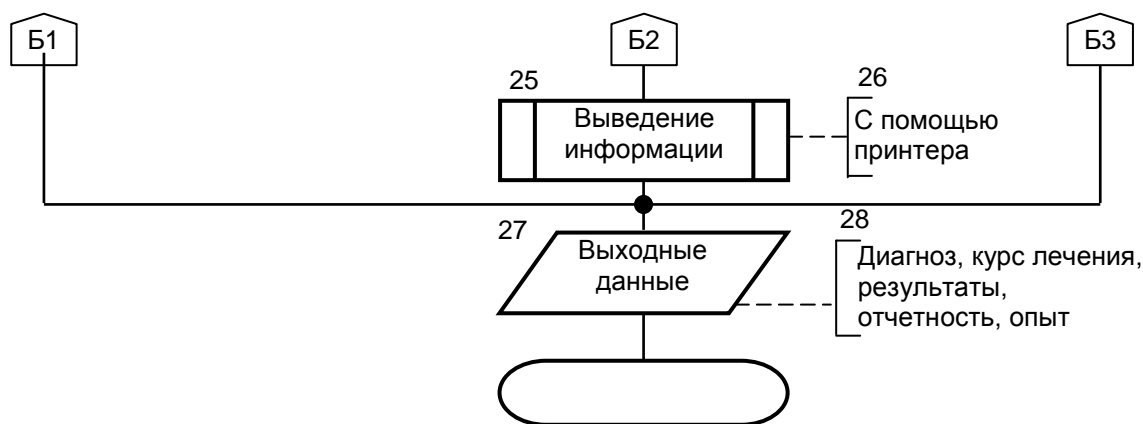 Б1
Б2
Б3
25
26
Выведение
информации
С помощью
принтера
27
28
Выходные
данные
Диагноз, курс лечения,
результаты,
отчетность, опыт